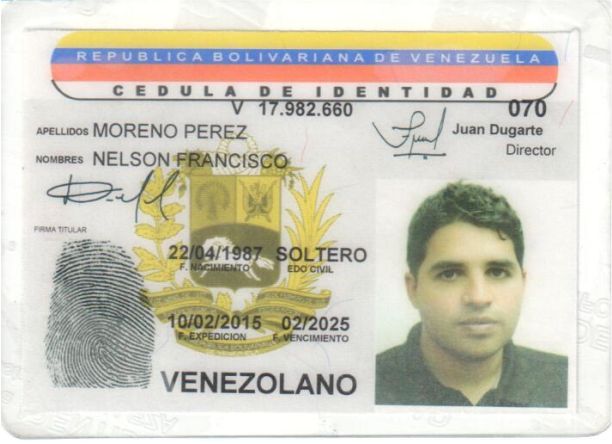 REPUBLICA BOLIVARIANA DE VENEZUELA
CEDULA DE IDENTIDAD
V 17.982.660
070
APELLIDOS MORENO PEREZ
Juan Dugarte
Director
NOMBRES NELSON FRANCISCO
FIRMA TITULAR
22/04/1987 SOLTERO
F. NACIMIENTO EDO CIVIL
10/02/2015 02/2025
F. EXPEDICION F. VENCIMIENTO
VENEZOLANO